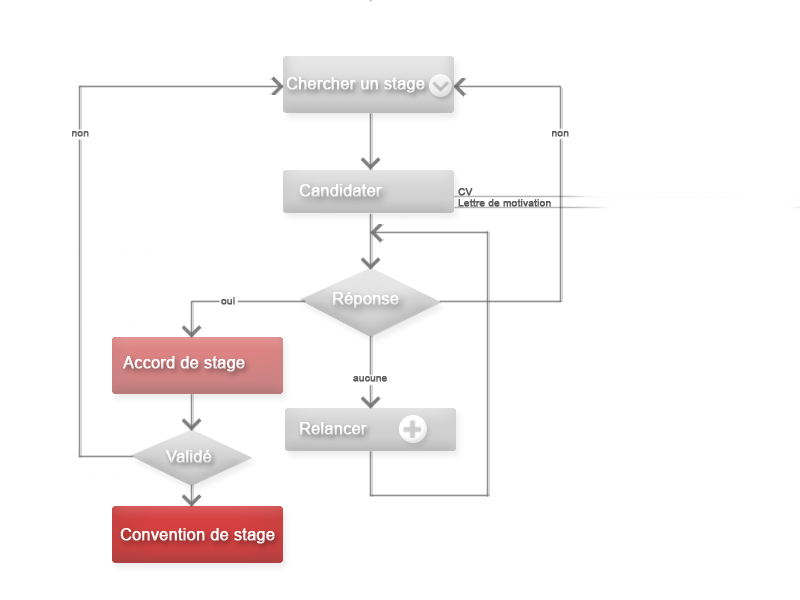 Chercher un stage
non
non
Candidater
CV
Lettre de motivation
Réponse
oui
Accord de stage
aucune
Relancer
Validé
Convention de stage